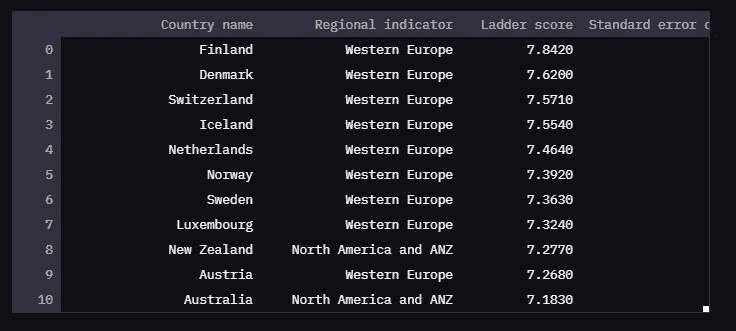 Country name Regional indicator Ladder score Standard error
0 Finland Western Europe 7.8420
1 Denmark Western Europe 7.6200
2 Switzerland Western Europe 7.5710
3 Iceland Western Europe 7.5540
4 Netherlands Western Europe 7.4640
5 Norway Western Europe 7.3920
6 Sweden Western Europe 7.3630
7 Luxembourg Western Europe 7.3240
8 New Zealand North America and ANZ 7.2770
9 Austria Western Europe 7.2680
10 Australia North America and ANZ 7.1830